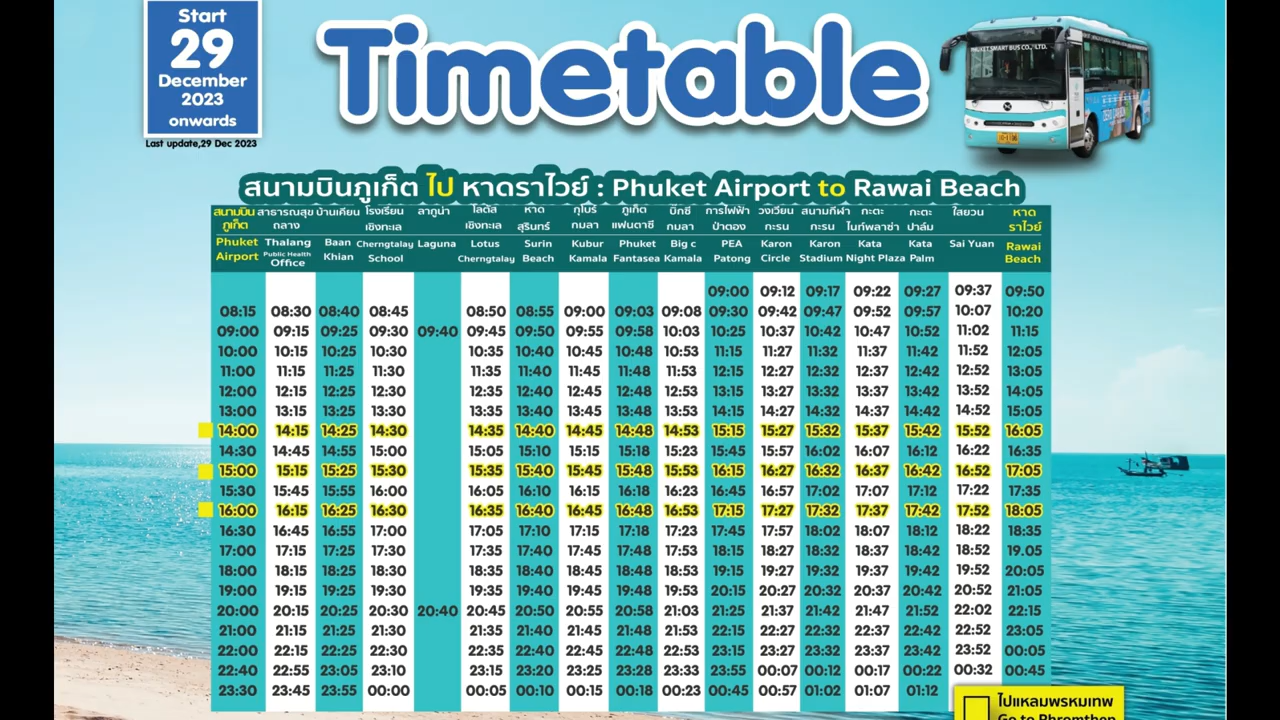 Start
29
December
2023
onwards
Last update,29 Dec 2023
Timetable
PHUKET SMART BUS CO., LTD.
สนามบินภูเก็ต ไป หาดราไวย์ : Phuket Airport to Rawai Beach
สนามบิน สาธารณสุข บ้านเคียน โรงเรียน ลากูน่า โลตัส หาด กุโบร์ ภูเก็ต บิ๊กซี การไฟฟ้า วงเวียน สนามกีฬา กะตะ กะตะ ใสยวน หาด
ภูเก็ต ถลาง เชิงทะเล เชิงทะเล สุรินทร์ กมลา แฟนตาซี กมลา ป่าตอง กะรน กะรน ไนท์พลาซ่า ปาล์ม ราไวย์
Phuket Thalang Baan Cherngtalay Laguna Lotus Surin Kubur Phuket Big c PEA Karon Karon Kata Kata Sai Yuan Rawai
Airport Public Health Office Khian School Cherngtalay Beach Kamala Fantasea Kamala Patong Circle Stadium Night Plaza Palm Beach
09:00 09:12 09:17 09:22 09:27 09:37 09:50
08:15 08:30 08:40 08:45 08:50 08:55 09:00 09:03 09:08 09:30 09:42 09:47 09:52 09:57 10:07 10:20
09:00 09:15 09:25 09:30 09:40 09:45 09:50 09:55 09:58 10:03 10:25 10:37 10:42 10:47 10:52 11:02 11:15
10:00 10:15 10:25 10:30 10:35 10:40 10:45 10:48 10:53 11:15 11:27 11:32 11:37 11:42 11:52 12:05
11:00 11:15 11:25 11:30 11:35 11:40 11:45 11:48 11:53 12:15 12:27 12:32 12:37 12:42 12:52 13:05
12:00 12:15 12:25 12:30 12:35 12:40 12:45 12:48 12:53 13:15 13:27 13:32 13:37 13:42 13:52 14:05
13:00 13:15 13:25 13:30 13:35 13:40 13:45 13:48 13:53 14:15 14:27 14:32 14:37 14:42 14:52 15:05
14:00 14:15 14:25 14:30 14:35 14:40 14:45 14:48 14:53 15:15 15:27 15:32 15:37 15:42 15:52 16:05
14:30 14:45 14:55 15:00 15:05 15:10 15:15 15:18 15:23 15:45 15:57 16:02 16:07 16:12 16:22 16:35
15:00 15:15 15:25 15:30 15:35 15:40 15:45 15:48 15:53 16:15 16:27 16:32 16:37 16:42 16:52 17:05
15:30 15:45 15:55 16:00 16:05 16:10 16:15 16:18 16:23 16:45 16:57 17:02 17:07 17:12 17:22 17:35
16:00 16:15 16:25 16:30 16:35 16:40 16:45 16:48 16:53 17:15 17:27 17:32 17:37 17:42 17:52 18:05
16:30 16:45 16:55 17:00 17:05 17:10 17:15 17:18 17:23 17:45 17:57 18:02 18:07 18:12 18:22 18:35
17:00 17:15 17:25 17:30 17:35 17:40 17:45 17:48 17:53 18:15 18:27 18:32 18:37 18:42 18:52 19.05
18:00 18:15 18:25 18:30 18:35 18:40 18:45 18:48 18:53 19:15 19:27 19:32 19:37 19:42 19:52 20:05
19:00 19:15 19:25 19:30 19:35 19:40 19:45 19:48 19:53 20:15 20:27 20:32 20:37 20:42 20:52 21:05
20:00 20:15 20:25 20:30 20:40 20:45 20:50 20:55 20:58 21:03 21:25 21:37 21:42 21:47 21:52 22:02 22:15
21:00 21:15 21:25 21:30 21:35 21:40 21:45 21:48 21:53 22:15 22:27 22:32 22:37 22:42 22:52 23:05
22:00 22:15 22:25 22:30 22:35 22:40 22:45 22:48 22:53 23:15 23:27 23:32 23:37 23:42 23:52 00:05
22:40 22:55 23:05 23:10 23:15 23:20 23:25 23:28 23:33 23:55 00:07 00:12 00:17 00:22 00:32 00:45
23:30 23:45 23:55 00:00 00:05 00:10 00:15 00:18 00:23 00:45 00:57 01:02 01:07 01:12
ไปแหลมพรหมเทพ
Go to Phromthep